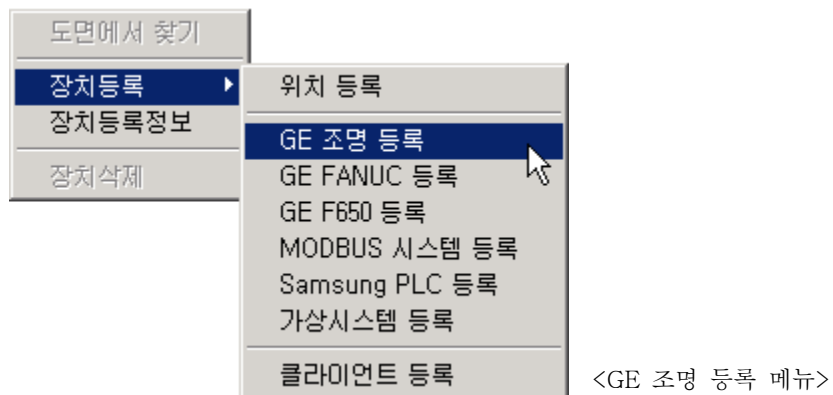 도면에서 찾기
장치등록
장치등록정보
장치삭제
위치 등록
GE 조명 등록
GE FANUC 등록
GE F650 등록
MODBUS 시스템 등록
Samsung PLC 등록
가상시스템 등록
클라이언트 등록
<GE 조명 등록 메뉴>